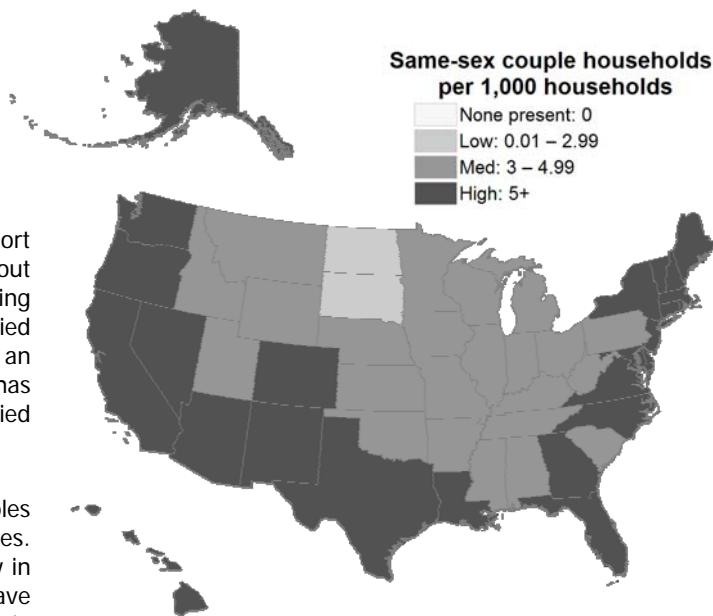 Same-sex couple households
per 1,000 households
None present: 0
Low: 0.01 – 2.99
Med: 3 – 4.99
High: 5+
ort
out
ing
ied
an
has
ied
les
es.
in
ave